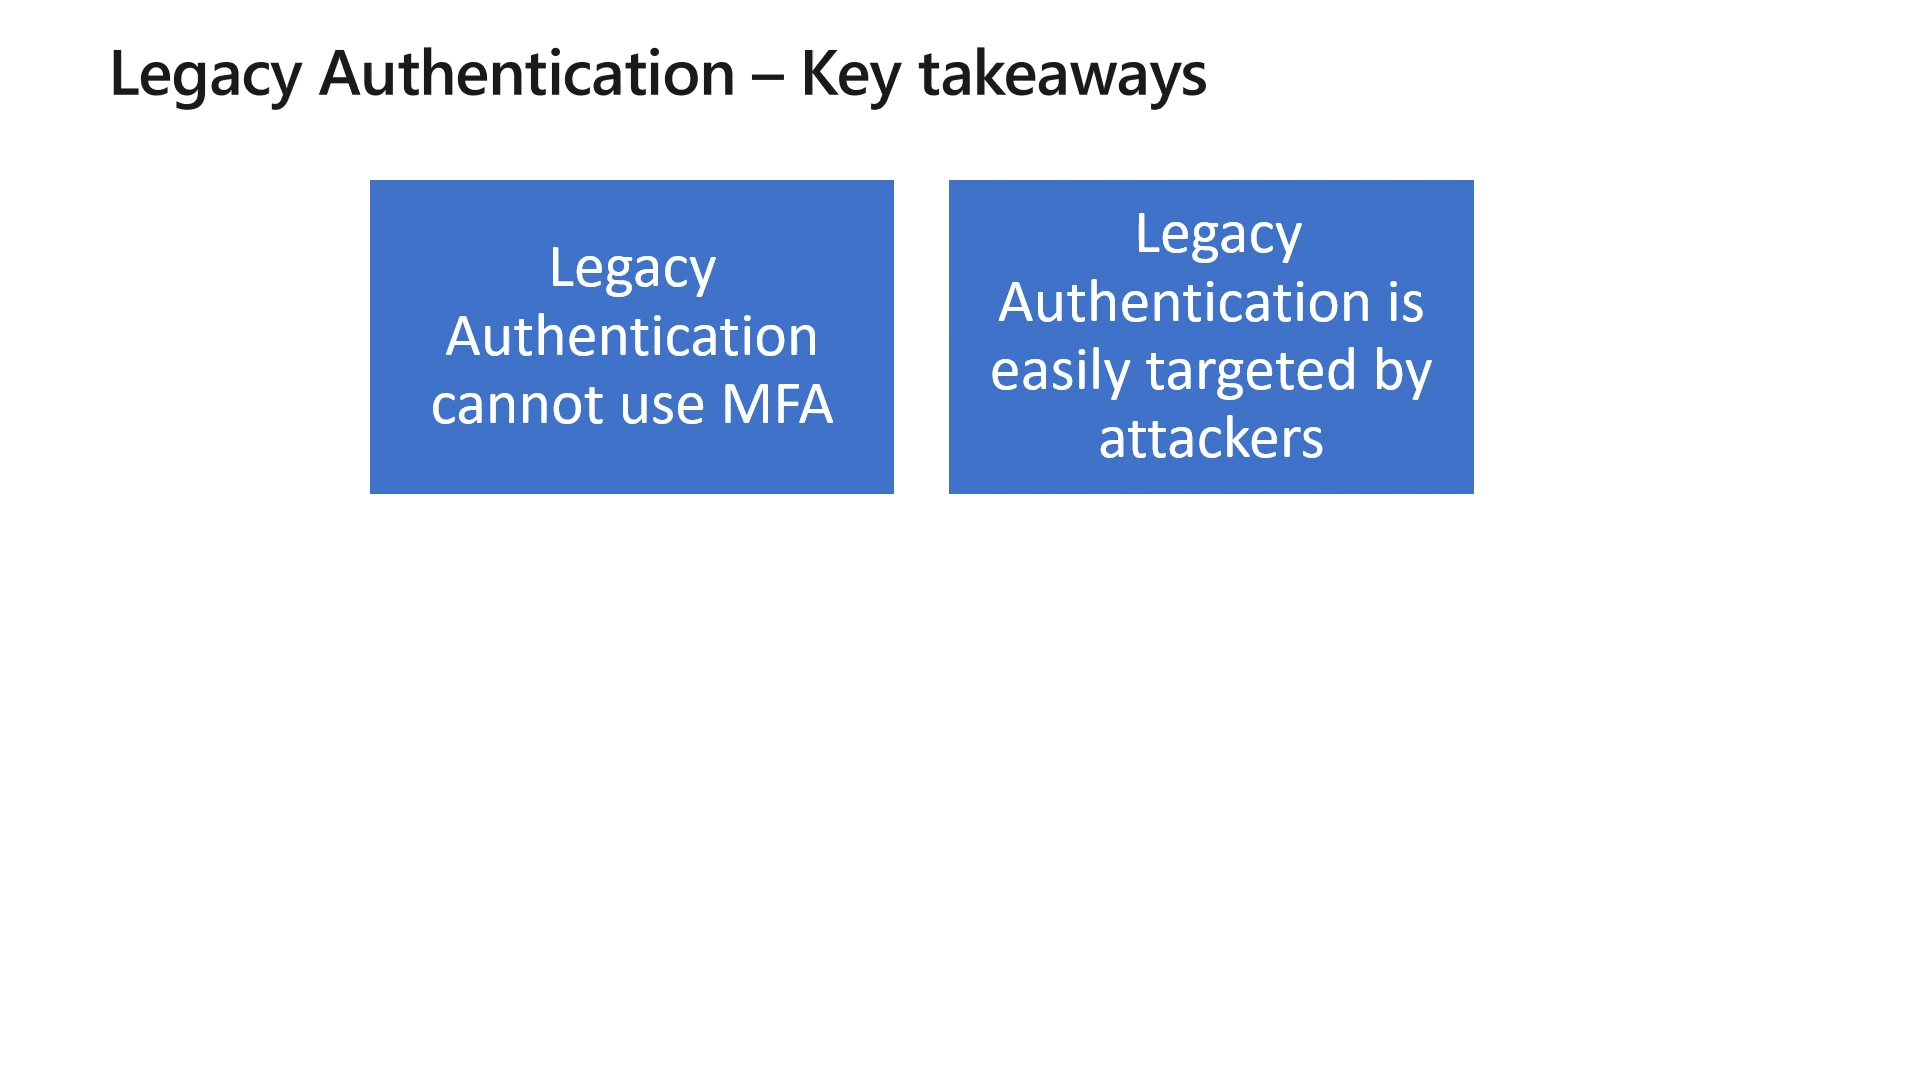 Legacy Authentication – Key takeaways
Legacy
Authentication
cannot use MFA
Legacy
Authentication is
easily targeted by
attackers